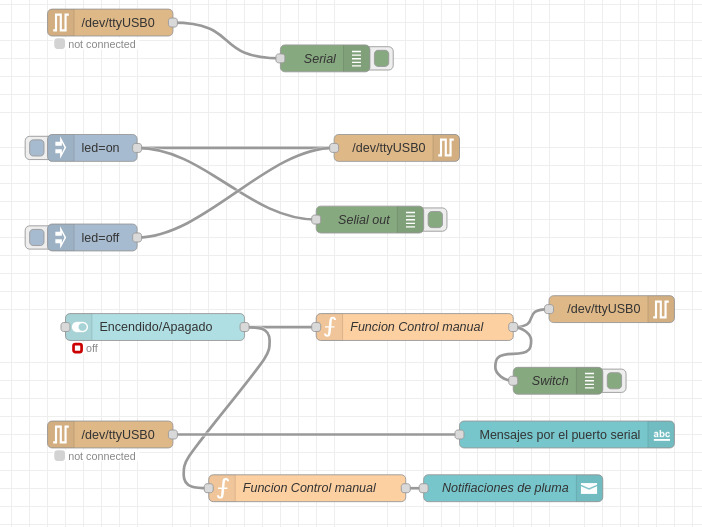 /dev/ttyUSB0
not connected
Serial
led=on
/dev/ttyUSB0
Selial out
led=off
/dev/ttyUSB0
Encendido/Apagado
Funcion Control manual
off
Switch
/dev/ttyUSB0
Mensajes por el puerto serial
abc
not connected
Funcion Control manual
Notifiaciones de pluma